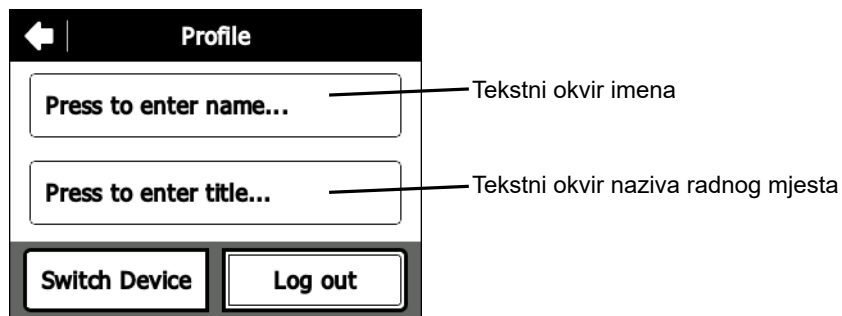 Profile
Press to enter name...
Tekstni okvir imena
Press to enter title...
Tekstni okvir naziva radnog mjesta
Switch Device
Log out